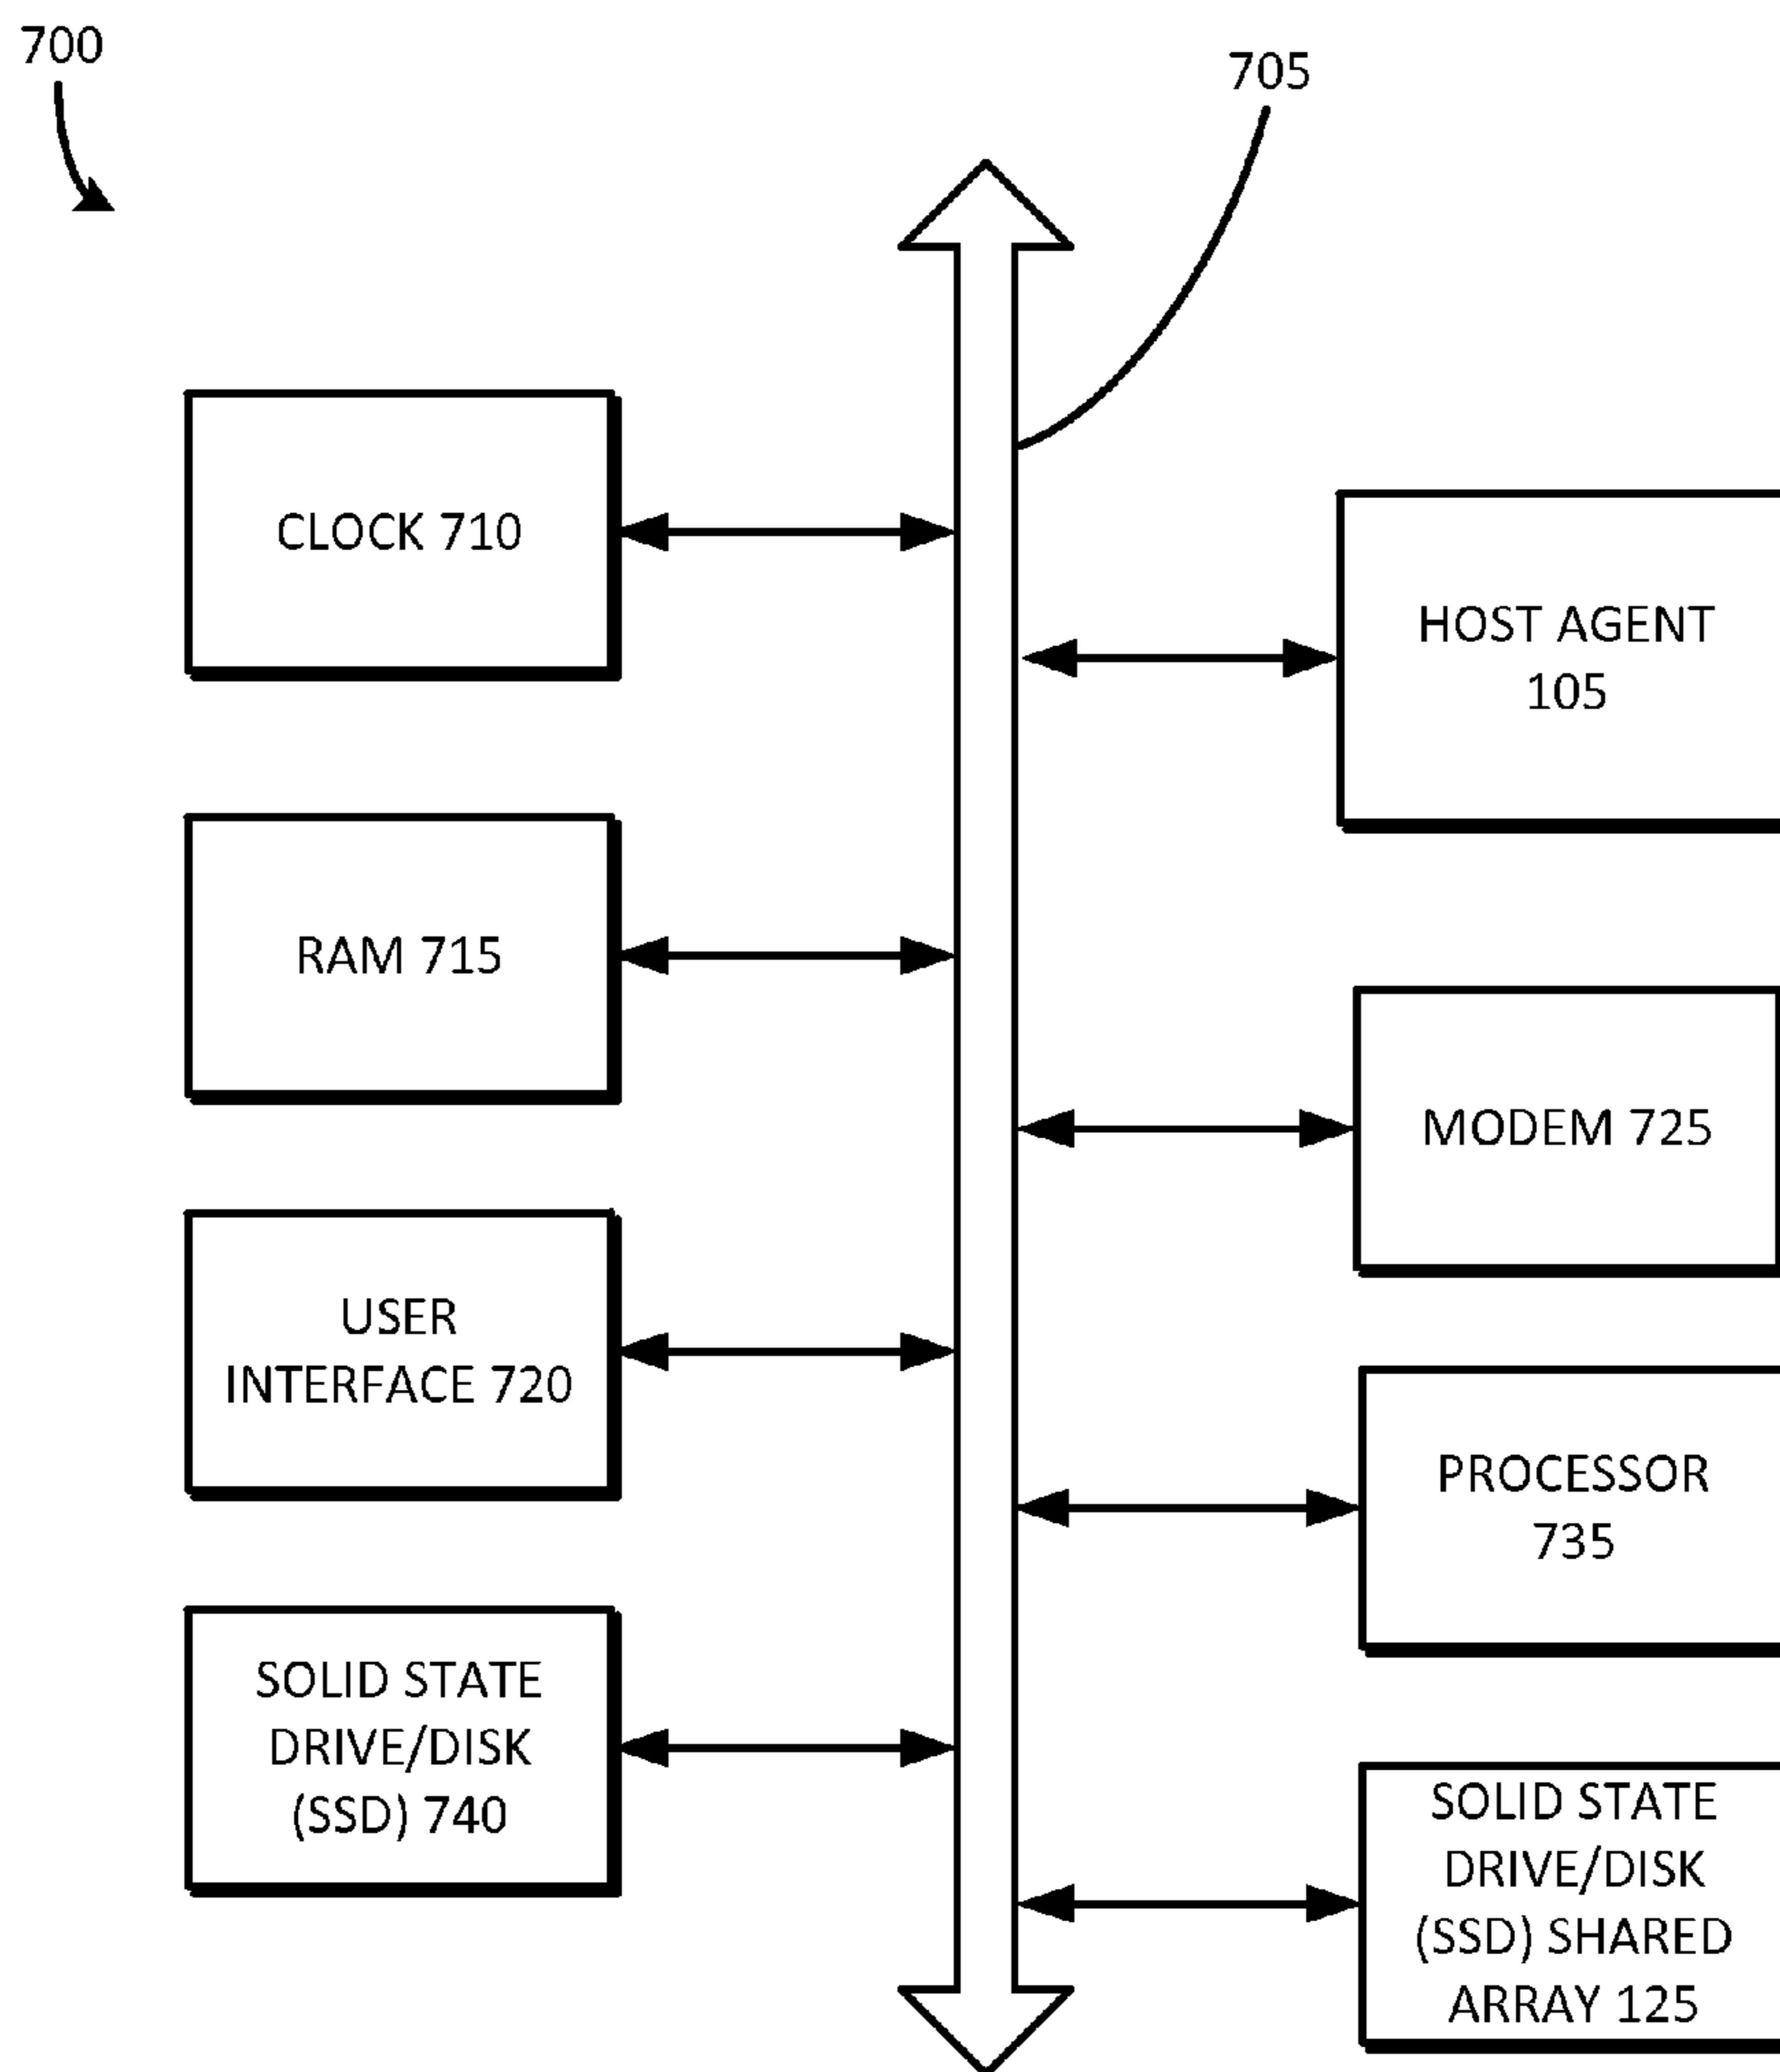 700
705
CLOCK 710
HOST AGENT
105
RAM 715
MODEM 725
USER
INTERFACE 720
PROCESSOR
735
SOLID STATE
DRIVE/DISK
(SSD) 740
SOLID STATE
DRIVE/DISK
(SSD) SHARED
ARRAY 125